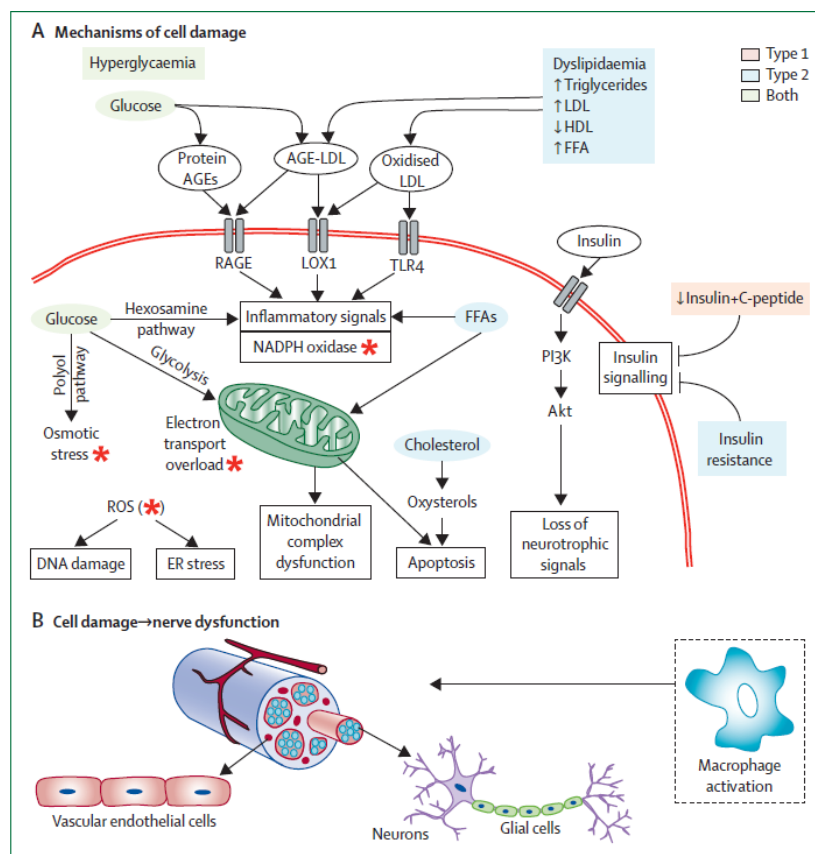 A Mechanisms of cell damage
Hyperglycaemia
Glucose
Dyslipidaemia
↑Triglycerides
↑LDL
↓HDL
↑FFA
Type 1
Type 2
Both
Protein
AGEs
AGE-LDL
Oxidised
LDL
RAGE
LOX1
TLR4
Insulin
Glucose
Hexosamine
pathway
Inflammatory signals
NADPH oxidase *
FFAs
↓Insulin+C-peptide
Polyol
pathway
Glycolysis
PI3K
Akt
Insulin
signalling
Osmotic
stress *
Electron
transport
overload *
Cholesterol
Oxysterols
Insulin
resistance
ROS (*)
DNA damage
ER stress
Mitochondrial
complex
dysfunction
Apoptosis
Loss of
neurotrophic
signals
B Cell damage→nerve dysfunction
Vascular endothelial cells
Neurons
Glial cells
Macrophage
activation